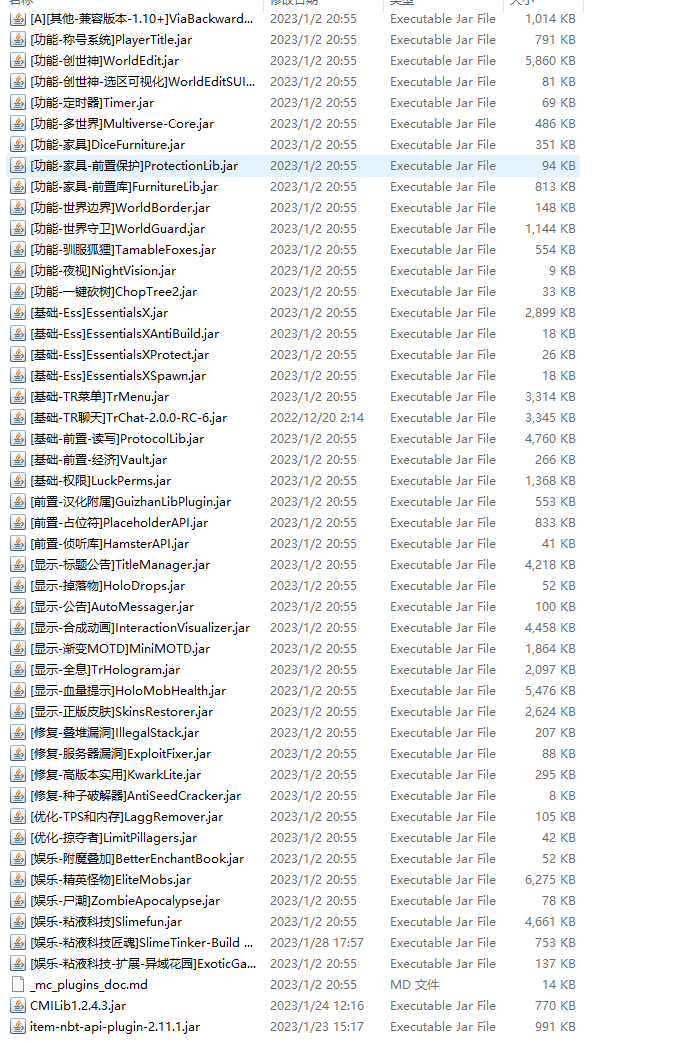 名称 修改日期 类型 大小
[A][其他-兼容版本-1.10+]ViaBackward... 2023/1/2 20:55 Executable Jar File 1,014 KB
[功能-称号系统]PlayerTitle.jar 2023/1/2 20:55 Executable Jar File 791 KB
[功能-创世神]WorldEdit.jar 2023/1/2 20:55 Executable Jar File 5,860 KB
[功能-创世神-选区可视化]WorldEditSUI... 2023/1/2 20:55 Executable Jar File 81 KB
[功能-定时器]Timer.jar 2023/1/2 20:55 Executable Jar File 69 KB
[功能-多世界]Multiverse-Core.jar 2023/1/2 20:55 Executable Jar File 486 KB
[功能-家具]DiceFurniture.jar 2023/1/2 20:55 Executable Jar File 351 KB
[功能-家具-前置保护]ProtectionLib.jar 2023/1/2 20:55 Executable Jar File 94 KB
[功能-家具-前置库]FurnitureLib.jar 2023/1/2 20:55 Executable Jar File 813 KB
[功能-世界边界]WorldBorder.jar 2023/1/2 20:55 Executable Jar File 148 KB
[功能-世界守卫]WorldGuard.jar 2023/1/2 20:55 Executable Jar File 1,144 KB
[功能-驯服狐狸]TamableFoxes.jar 2023/1/2 20:55 Executable Jar File 554 KB
[功能-夜视]NightVision.jar 2023/1/2 20:55 Executable Jar File 9 KB
[功能-一键砍树]ChopTree2.jar 2023/1/2 20:55 Executable Jar File 33 KB
[基础-Ess]EssentialsX.jar 2023/1/2 20:55 Executable Jar File 2,899 KB
[基础-Ess]EssentialsXAntiBuild.jar 2023/1/2 20:55 Executable Jar File 18 KB
[基础-Ess]EssentialsXProtect.jar 2023/1/2 20:55 Executable Jar File 26 KB
[基础-Ess]EssentialsXSpawn.jar 2023/1/2 20:55 Executable Jar File 18 KB
[基础-TR菜单]TrMenu.jar 2023/1/2 20:55 Executable Jar File 3,314 KB
[基础-TR聊天]TrChat-2.0.0-RC-6.jar 2022/12/20 2:14 Executable Jar File 3,345 KB
[基础-前置-读写]ProtocolLib.jar 2023/1/2 20:55 Executable Jar File 4,760 KB
[基础-前置-经济]Vault.jar 2023/1/2 20:55 Executable Jar File 266 KB
[基础-权限]LuckPerms.jar 2023/1/2 20:55 Executable Jar File 1,368 KB
[前置-汉化附属]GuizhanLibPlugin.jar 2023/1/2 20:55 Executable Jar File 553 KB
[前置-占位符]PlaceholderAPI.jar 2023/1/2 20:55 Executable Jar File 833 KB
[前置-侦听库]HamsterAPI.jar 2023/1/2 20:55 Executable Jar File 41 KB
[显示-标题公告]TitleManager.jar 2023/1/2 20:55 Executable Jar File 4,218 KB
[显示-掉落物]HoloDrops.jar 2023/1/2 20:55 Executable Jar File 52 KB
[显示-公告]AutoMessager.jar 2023/1/2 20:55 Executable Jar File 100 KB
[显示-合成动画]InteractionVisualizer.jar 2023/1/2 20:55 Executable Jar File 4,458 KB
[显示-渐变MOTD]MiniMOTD.jar 2023/1/2 20:55 Executable Jar File 1,864 KB
[显示-全息]TrHologram.jar 2023/1/2 20:55 Executable Jar File 2,097 KB
[显示-血量提示]HoloMobHealth.jar 2023/1/2 20:55 Executable Jar File 5,476 KB
[显示-正版皮肤]SkinsRestorer.jar 2023/1/2 20:55 Executable Jar File 2,624 KB
[修复-叠堆漏洞]IllegalStack.jar 2023/1/2 20:55 Executable Jar File 207 KB
[修复-服务器漏洞]ExploitFixer.jar 2023/1/2 20:55 Executable Jar File 88 KB
[修复-高版本实用]KwarkLite.jar 2023/1/2 20:55 Executable Jar File 295 KB
[修复-种子破解器]AntiSeedCracker.jar 2023/1/2 20:55 Executable Jar File 8 KB
[优化-TPS和内存]LaggRemover.jar 2023/1/2 20:55 Executable Jar File 105 KB
[优化-掠夺者]LimitPillagers.jar 2023/1/2 20:55 Executable Jar File 42 KB
[娱乐-附魔叠加]BetterEnchantBook.jar 2023/1/2 20:55 Executable Jar File 52 KB
[娱乐-精英怪物]EliteMobs.jar 2023/1/2 20:55 Executable Jar File 6,275 KB
[娱乐-尸潮]ZombieApocalypse.jar 2023/1/2 20:55 Executable Jar File 78 KB
[娱乐-粘液科技]Slimefun.jar 2023/1/2 20:55 Executable Jar File 4,661 KB
[娱乐-粘液科技匠魂]SlimeTinker-Build ... 2023/1/28 17:57 Executable Jar File 753 KB
[娱乐-粘液科技-扩展-异域花园]ExoticGa... 2023/1/2 20:55 Executable Jar File 137 KB
_mc_plugins_doc.md 2023/1/2 20:55 MD 文件 14 KB
CMILib1.2.4.3.jar 2023/1/24 12:16 Executable Jar File 770 KB
item-nbt-api-plugin-2.11.1.jar 2023/1/23 15:17 Executable Jar File 991 KB